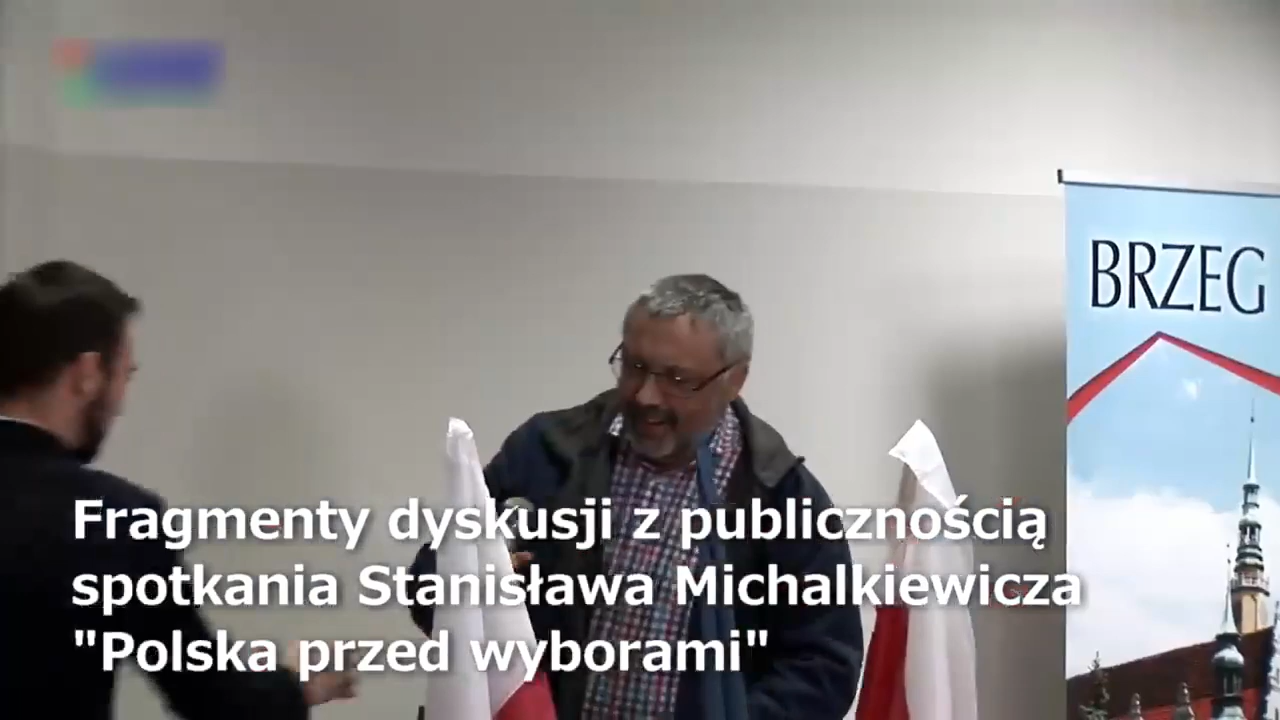 BRZEG
Fragmenty dyskusji z publicznością
spotkania Stanisława Michalkiewicza
"Polska przed wyborami"